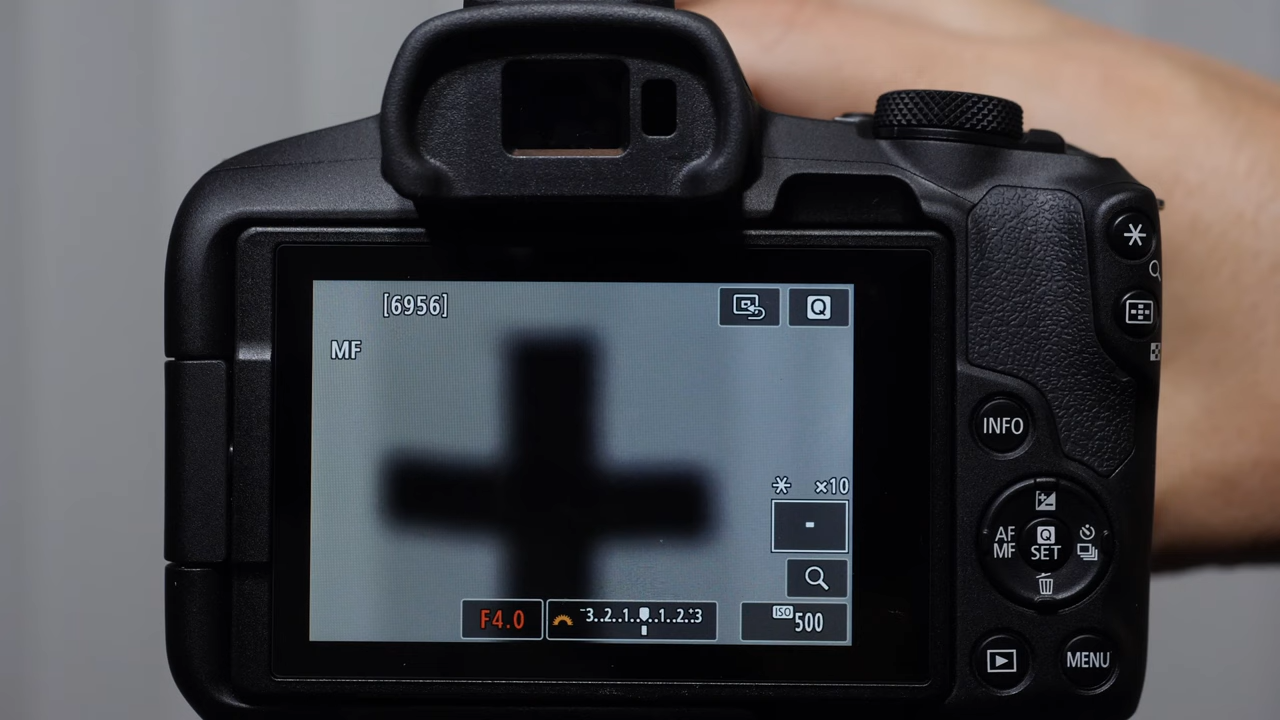 [6956]
Q
MF
×10
F4.0
-3..2..1..0..1..2..+3
ISO 500
INFO
AF
MF
Q
SET
MENU